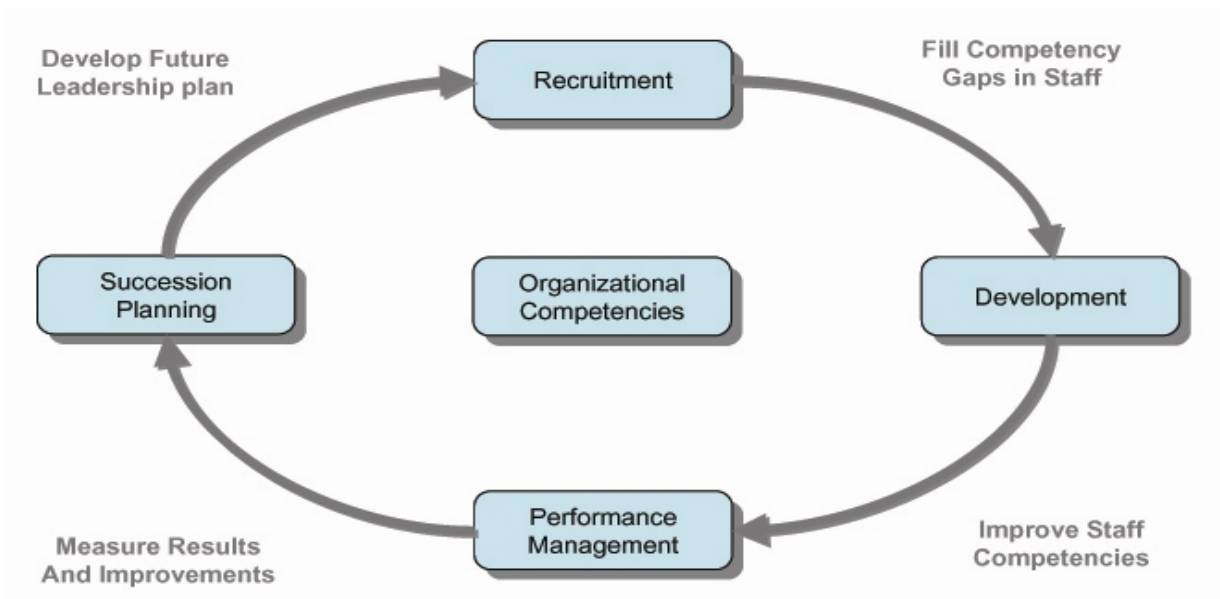 Develop Future
Leadership plan
Recruitment
Fill Competency
Gaps in Staff
Succession
Planning
Organizational
Competencies
Development
Performance
Management
Measure Results
And Improvements
Improve Staff
Competencies